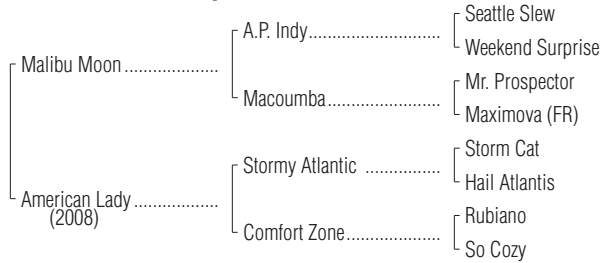 Seattle Slew
A.P. Indy
Weekend Surprise
Malibu Moon
Mr. Prospector
Macoumba
Maximova (FR)
Storm Cat
Stormy Atlantic
Hail Atlantis
American Lady
(2008)
Rubiano
Comfort Zone
So Cozy